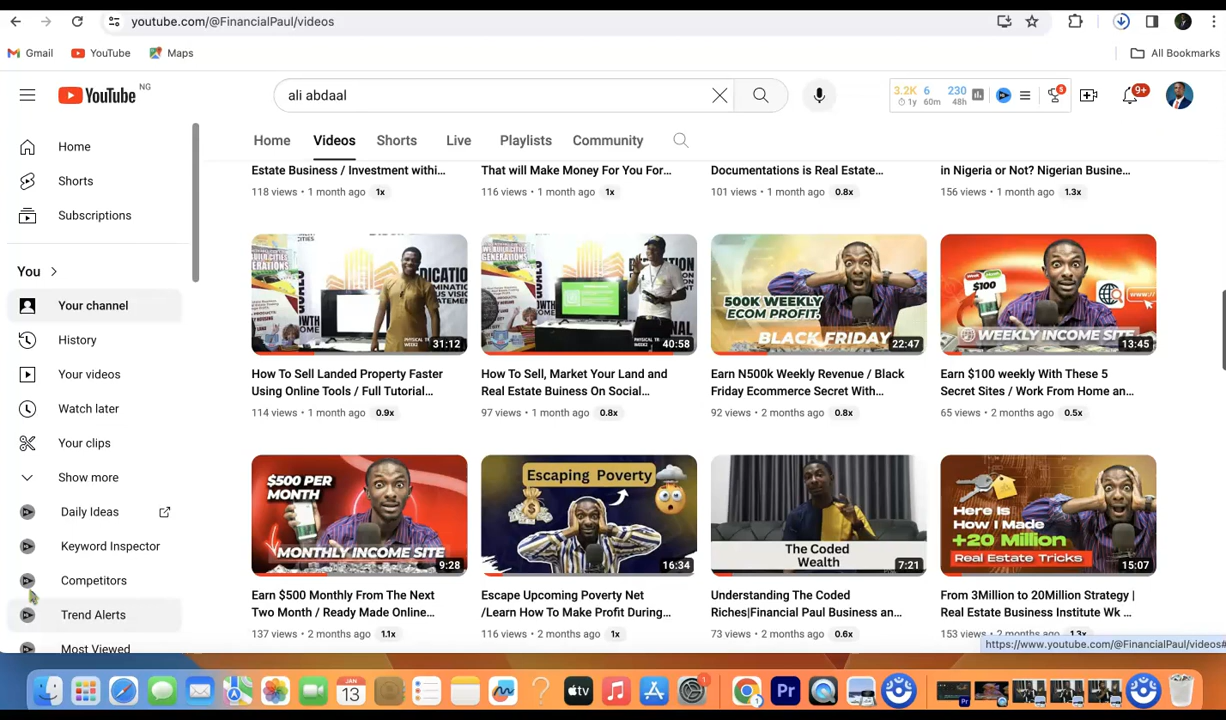 youtube.com/@FinancialPaul/videos
Gmail YouTube Maps All Bookmarks
YouTube NG
ali abdaal
3.2K 6 230
1y 60m 48h
8
9+
Home Videos Shorts Live Playlists Community
Home
Shorts
Subscriptions
You
Your channel
History
Your videos
Watch later
Your clips
Show more
Daily Ideas
Keyword Inspector
Competitors
Trend Alerts
Most Viewed
Estate Business / Investment withi...
118 views • 1 month ago 1x
That will Make Money For You For...
116 views • 1 month ago 1x
Documentations is Real Estate...
101 views • 1 month ago 0.8x
in Nigeria or Not? Nigerian Busine...
156 views • 1 month ago 1.3x
31:12
How To Sell Landed Property Faster
Using Online Tools / Full Tutorial...
114 views • 1 month ago 0.9x
GENERATIONS
40:58
How To Sell, Market Your Land and
Real Estate Buiness On Social...
97 views • 1 month ago 0.8x
500K WEEKLY
ECOM PROFIT.
BLACK FRIDAY
22:47
Earn N500k Weekly Revenue / Black
Friday Ecommerce Secret With...
92 views • 2 months ago 0.8x
$100
WEEKLY INCOME SITE
13:45
Earn $100 weekly With These 5
Secret Sites / Work From Home an...
65 views • 2 months ago 0.5x
$500 PER
MONTH
MONTHLY INCOME SITE
9:28
Earn $500 Monthly From The Next
Two Month / Ready Made Online...
137 views • 2 months ago 1.1x
Escaping Poverty
16:34
Escape Upcoming Poverty Net
/Learn How To Make Profit During...
116 views • 2 months ago 1x
The Coded
Wealth
7:21
Understanding The Coded
Riches|Financial Paul Business an...
73 views • 2 months ago 0.6x
Here Is
How I Made
+20 Million
Real Estate Tricks
15:07
From 3Million to 20Million Strategy |
Real Estate Business Institute Wk ...
153 views • 2 months ago 1.3x
https://www.youtube.com/@FinancialPaul/videos#
JAN
13
tv
1
Pr